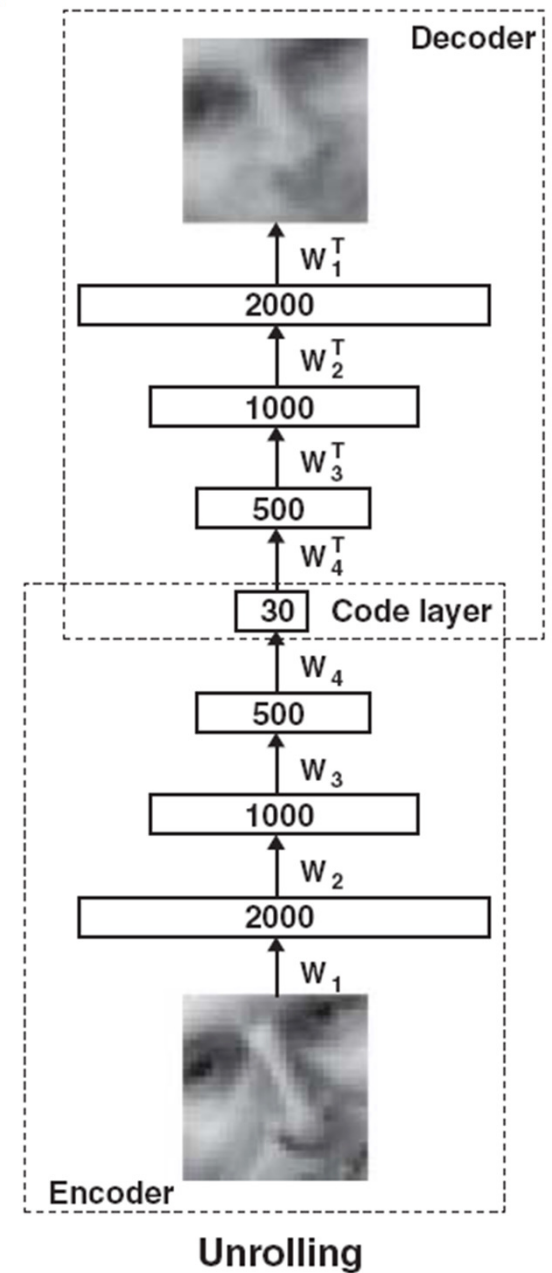 Decoder
W₁ᵀ
2000
W₂ᵀ
1000
W₃ᵀ
500
W₄ᵀ
30 Code layer
W₄
500
W₃
1000
W₂
2000
W₁
Encoder
Unrolling